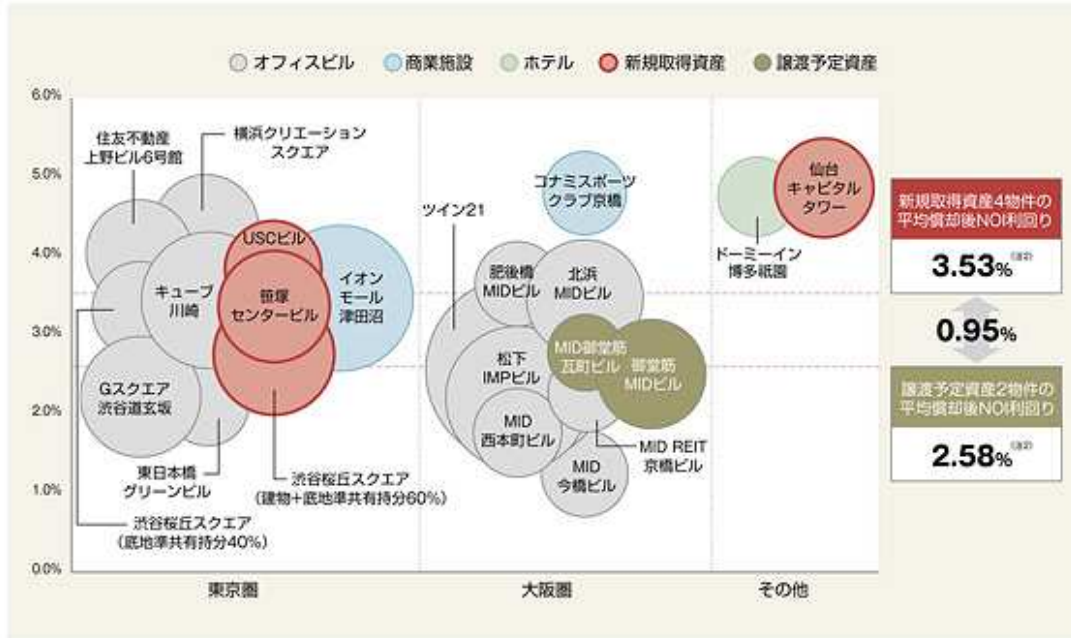 オフィスビル 商業施設 ホテル 新規取得資産 譲渡予定資産
6.0%
5.0%
4.0%
3.0%
2.0%
1.0%
0.0%
住友不動産
上野ビル6号館
横浜クリエーション
スクエア
USCビル
キューブ
川崎
笹塚
センタービル
イオン
モール
津田沼
Gスクエア
渋谷道玄坂
東日本橋
グリーンビル
渋谷桜丘スクエア
(建物+底地準共有持分60%)
渋谷桜丘スクエア
(底地準共有持分40%)
ツイン21
コナミスポーツ
クラブ京橋
肥後橋
MIDビル
北浜
MIDビル
松下
IMPビル
MID御堂筋
瓦町ビル
御堂筋
MIDビル
MID
西本町ビル
MID REIT
京橋ビル
MID
今橋ビル
仙台
キャピタル
タワー
ドーミーイン
博多祇園
東京圏
大阪圏
その他
新規取得資産4物件の
平均償却後NOI利回り
3.53%(注2)
0.95%
譲渡予定資産2物件の
平均償却後NOI利回り
2.58%(注2)